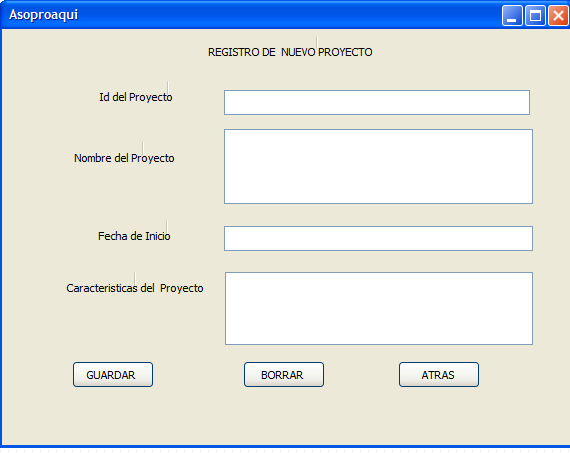 Asoproaqui
REGISTRO DE  NUEVO PROYECTO
Id del Proyecto
Nombre del Proyecto
Fecha de Inicio
Caracteristicas del  Proyecto
GUARDAR
BORRAR
ATRAS